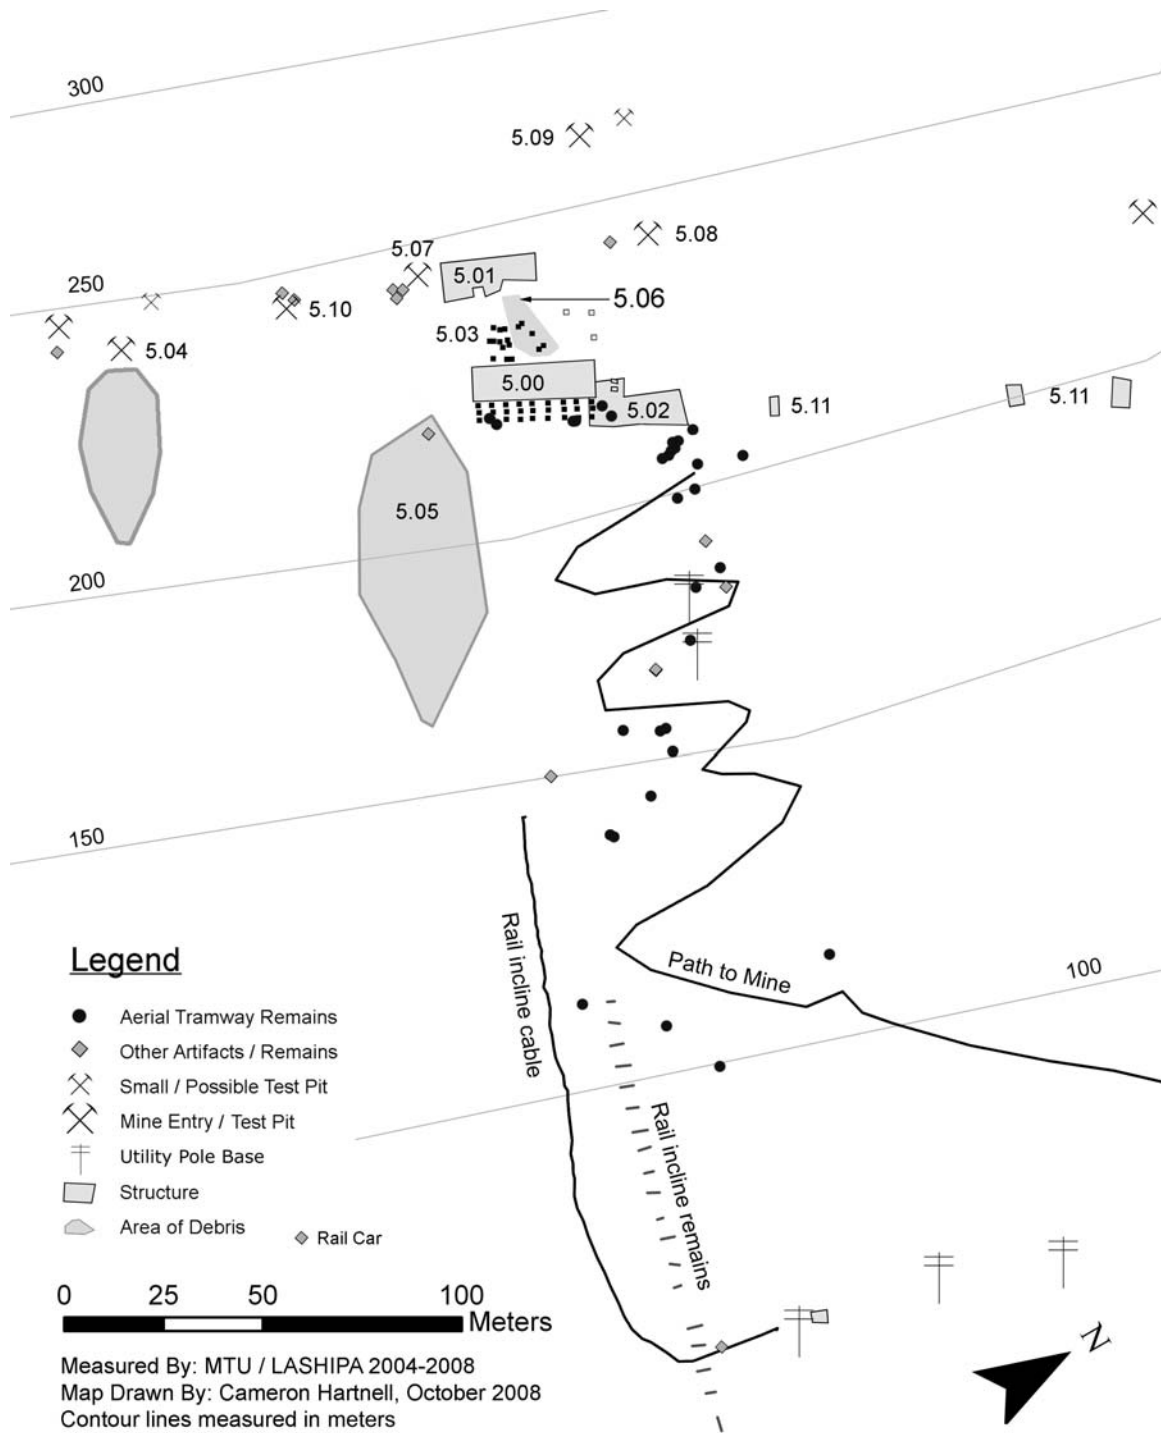 300
5.09
5.08
5.07
250
5.01
5.06
5.10
5.03
5.04
5.00
5.02
5.11
5.11
5.05
200
150
Rail incline cable
Path to Mine
100
Legend
Aerial Tramway Remains
Other Artifacts / Remains
Small / Possible Test Pit
Mine Entry / Test Pit
Utility Pole Base
Structure
Area of Debris
Rail Car
Rail incline remains
0 25 50 100
Meters
Measured By: MTU / LASHIPA 2004-2008
Map Drawn By: Cameron Hartnell, October 2008
Contour lines measured in meters
N